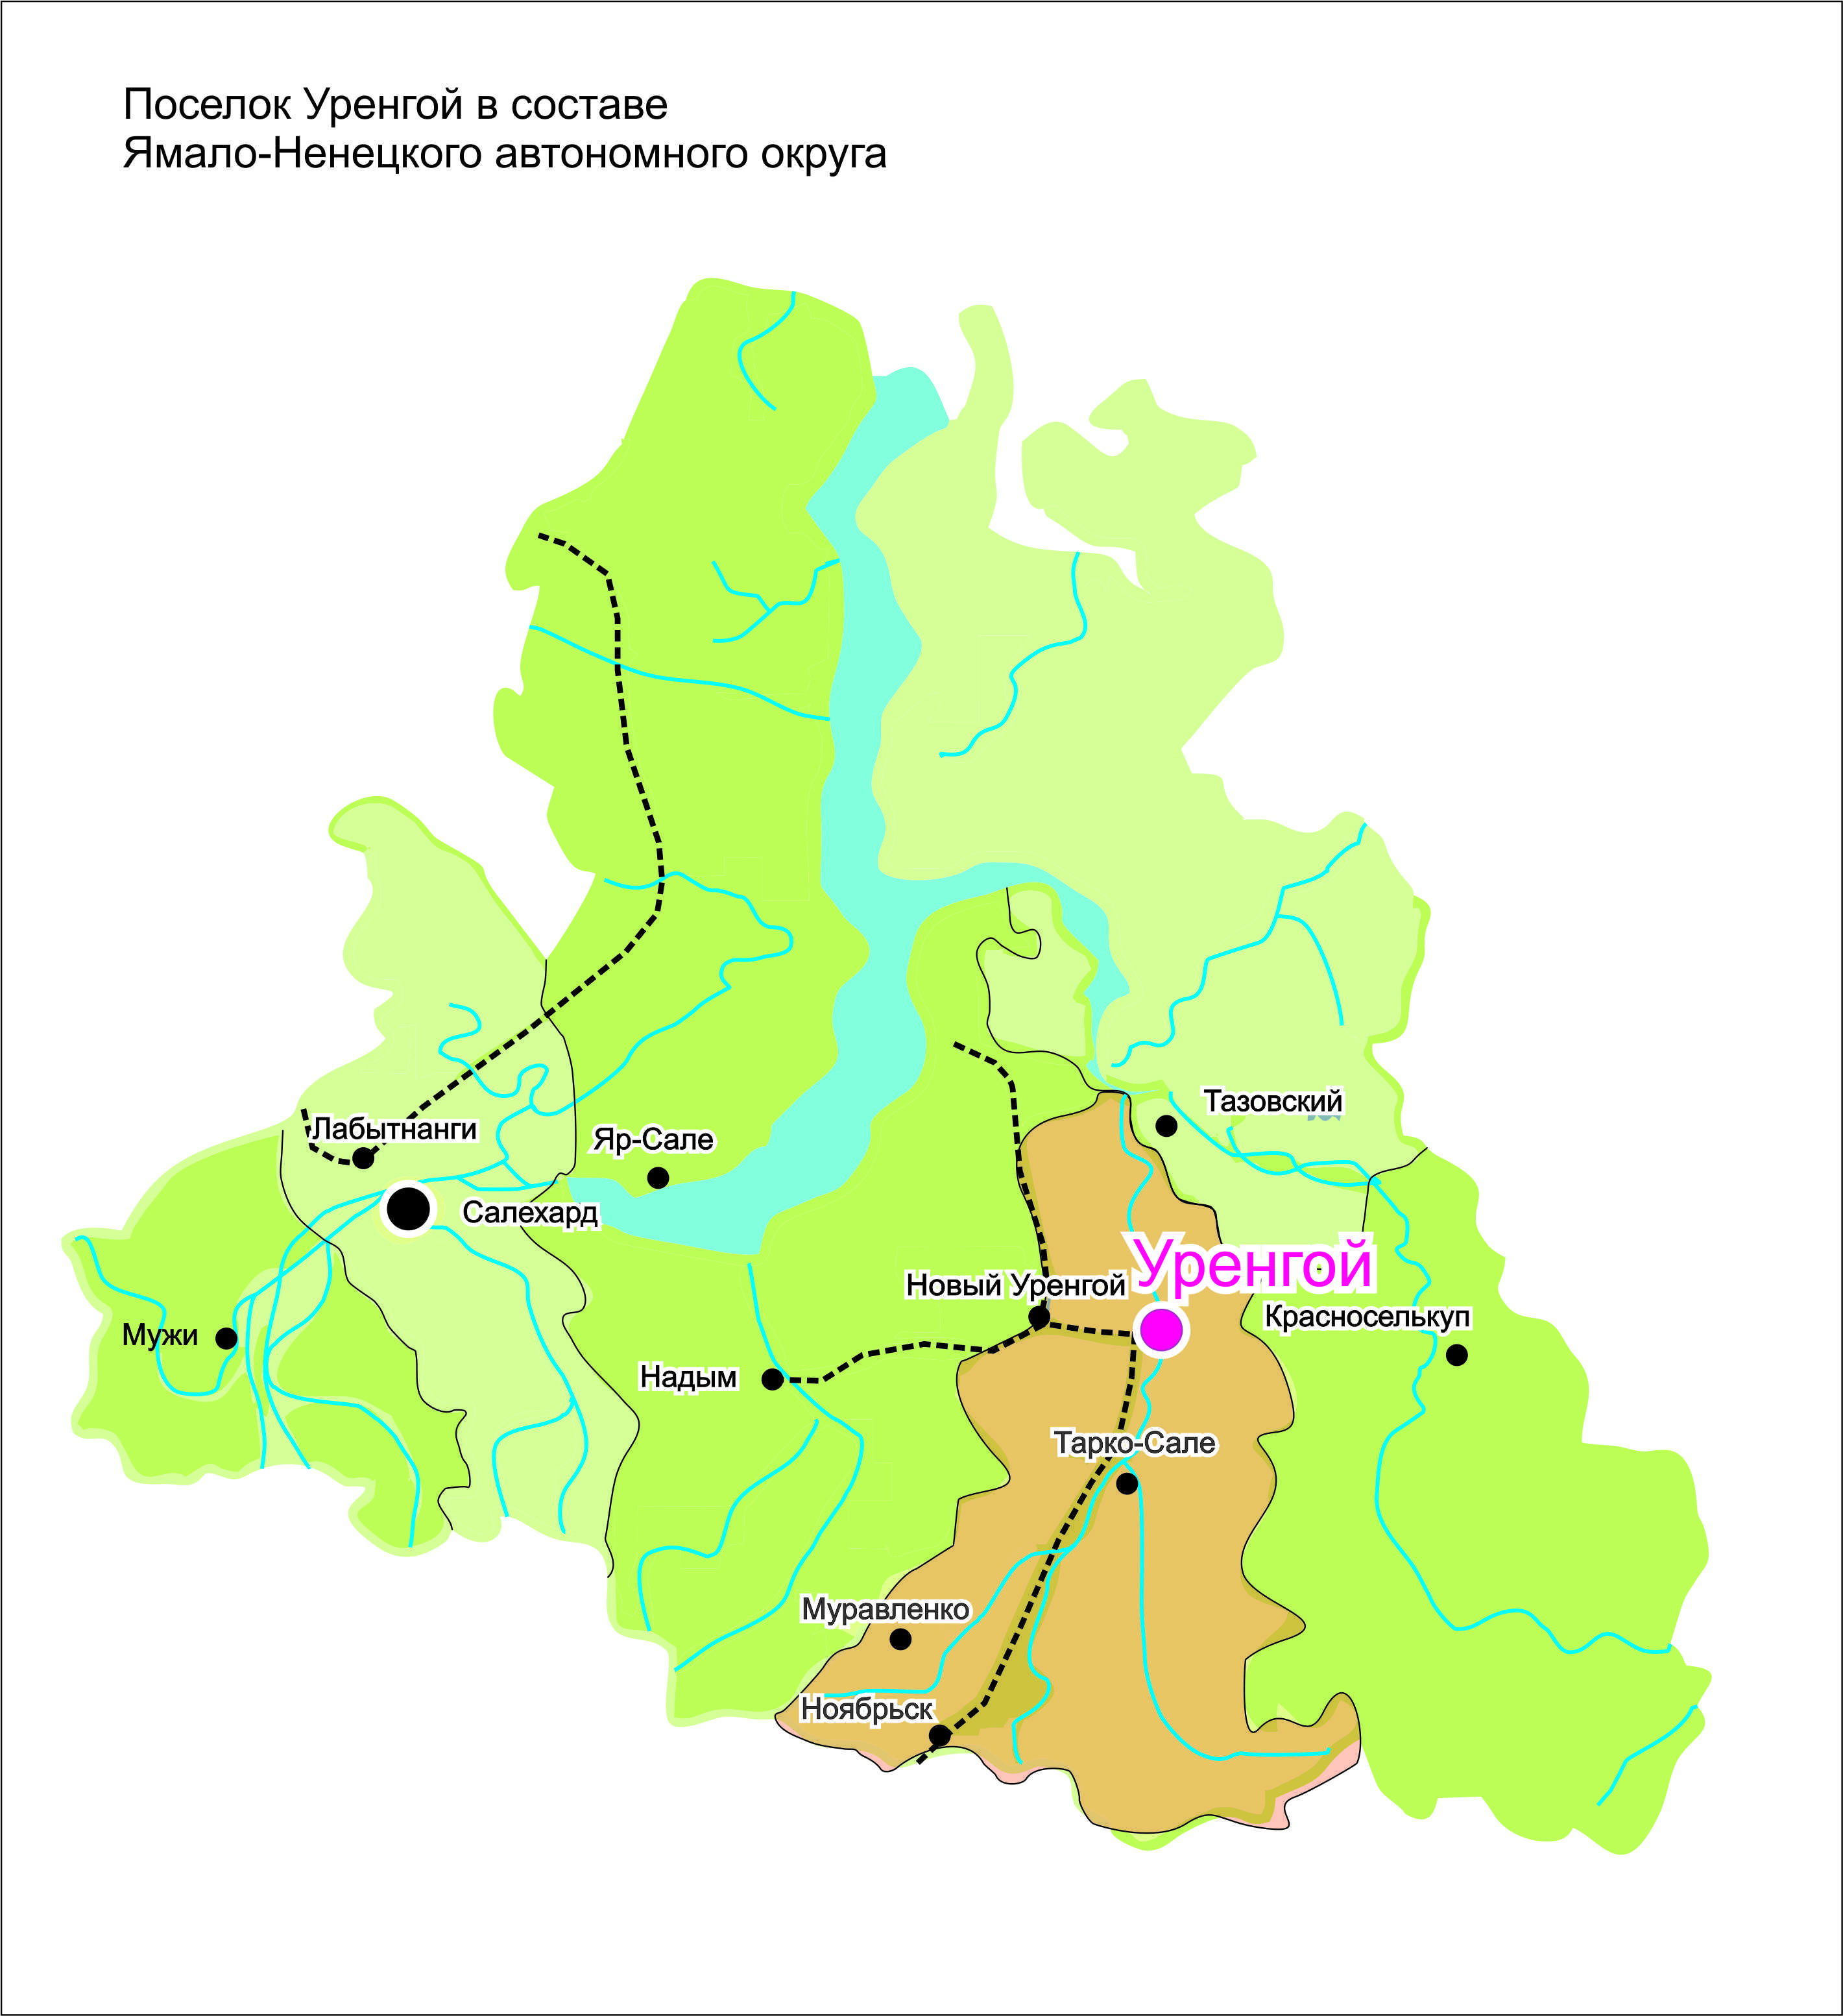 Поселок Уренгой в составе
Ямало-Ненецкого автономного округа
Тазовский
Лабытнанги
Яр-Сале
Салехард
Уренгой
Новый Уренгой
Красноселькуп
Мужи
Надым
Тарко-Сале
Муравленко
Ноябрьск